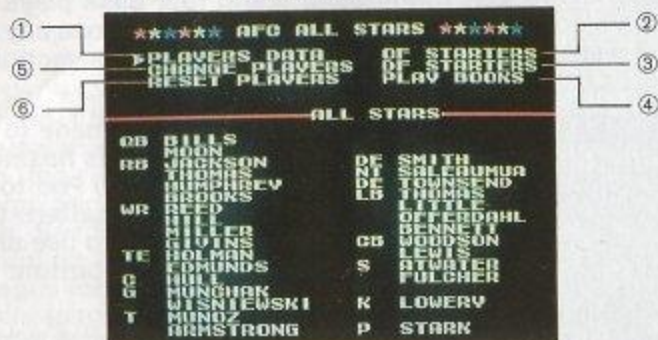 ****** AFC ALL STARS ******
① PLAYERS DATA OF STARTERS ②
⑤ CHANGE PLAYERS DF STARTERS ③
⑥ RESET PLAYERS PLAY BOOKS ④
ALL STARS
QB BILLS
MOON
RB JACKSON
THOMAS
HUMPHREY
BROOKS
WR REED
HILL
MILLER
GIVINS
TE HOLMAN
EDMUNDS
C HULL
G MUNCHAK
WISNIEWSKI
T MUNOZ
ARMSTRONG
DE SMITH
NT SALEAUMUA
DE TOWNSEND
LB THOMAS
LITTLE
OFFERDAHL
BENNETT
CB WOODSON
LEWIS
S ATWATER
FULCHER
K LOWERY
P STARK